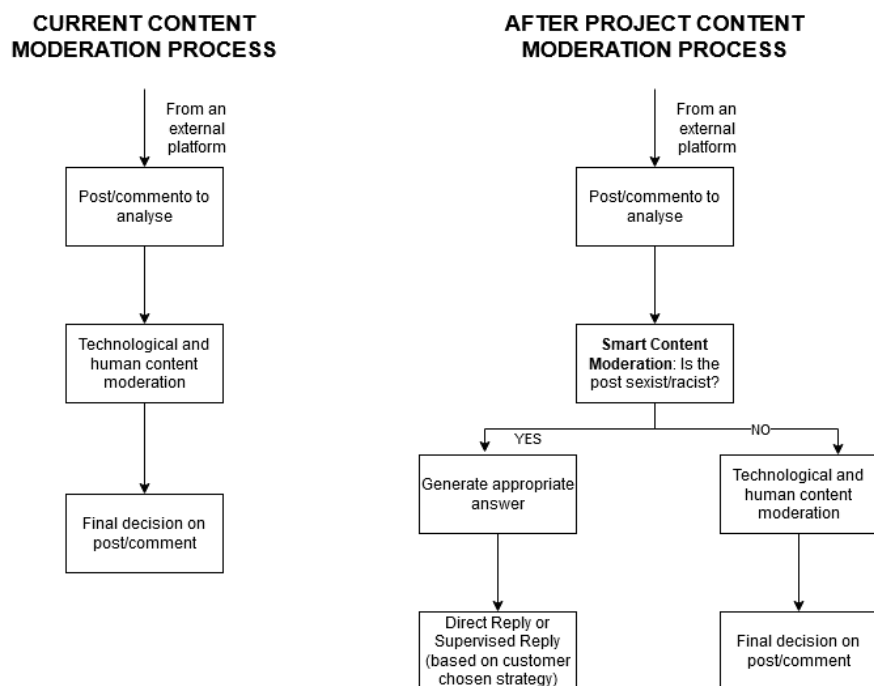 CURRENT CONTENT
MODERATION PROCESS
From an
external
platform
Post/commento to
analyse
Technological and
human content
moderation
Final decision on
post/comment
AFTER PROJECT CONTENT
MODERATION PROCESS
From an
external
platform
Post/commento to
analyse
Smart Content
Moderation: Is the
post sexist/racist?
YES
NO
Generate appropriate
answer
Technological and
human content
moderation
Direct Reply or
Supervised Reply
(based on customer
chosen strategy)
Final decision on
post/comment